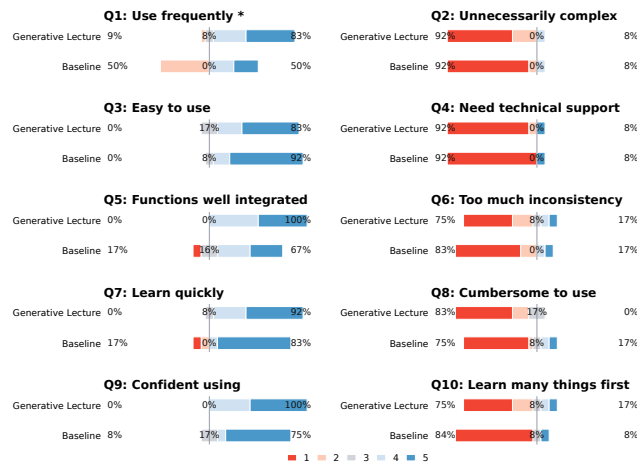 Q1: Use frequently *
Generative Lecture 9% 8% 83%
Baseline 50% 0% 50%
Q2: Unnecessarily complex
Generative Lecture 92% 0% 8%
Baseline 92% 0% 8%
Q3: Easy to use
Generative Lecture 0% 17% 83%
Baseline 0% 8% 92%
Q4: Need technical support
Generative Lecture 92% 0% 8%
Baseline 92% 0% 8%
Q5: Functions well integrated
Generative Lecture 0% 0% 100%
Baseline 17% 16% 67%
Q6: Too much inconsistency
Generative Lecture 75% 8% 17%
Baseline 83% 0% 17%
Q7: Learn quickly
Generative Lecture 0% 8% 92%
Baseline 17% 0% 83%
Q8: Cumbersome to use
Generative Lecture 83% 17% 0%
Baseline 75% 8% 17%
Q9: Confident using
Generative Lecture 0% 0% 100%
Baseline 8% 17% 75%
Q10: Learn many things first
Generative Lecture 75% 8% 17%
Baseline 84% 8% 8%
1 2 3 4 5